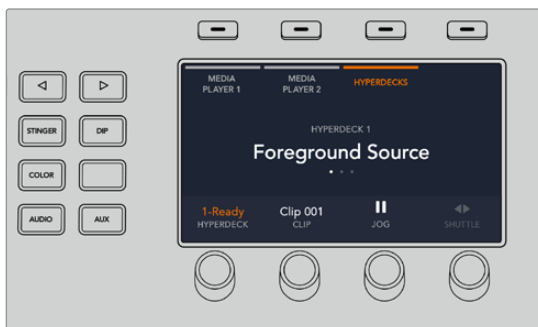 MEDIA
PLAYER 1
MEDIA
PLAYER 2
HYPERDECKS
HYPERDECK 1
Foreground Source
1-Ready
HYPERDECK
Clip 001
CLIP
JOG
SHUTTLE
STINGER
DIP
COLOR
AUDIO
AUX